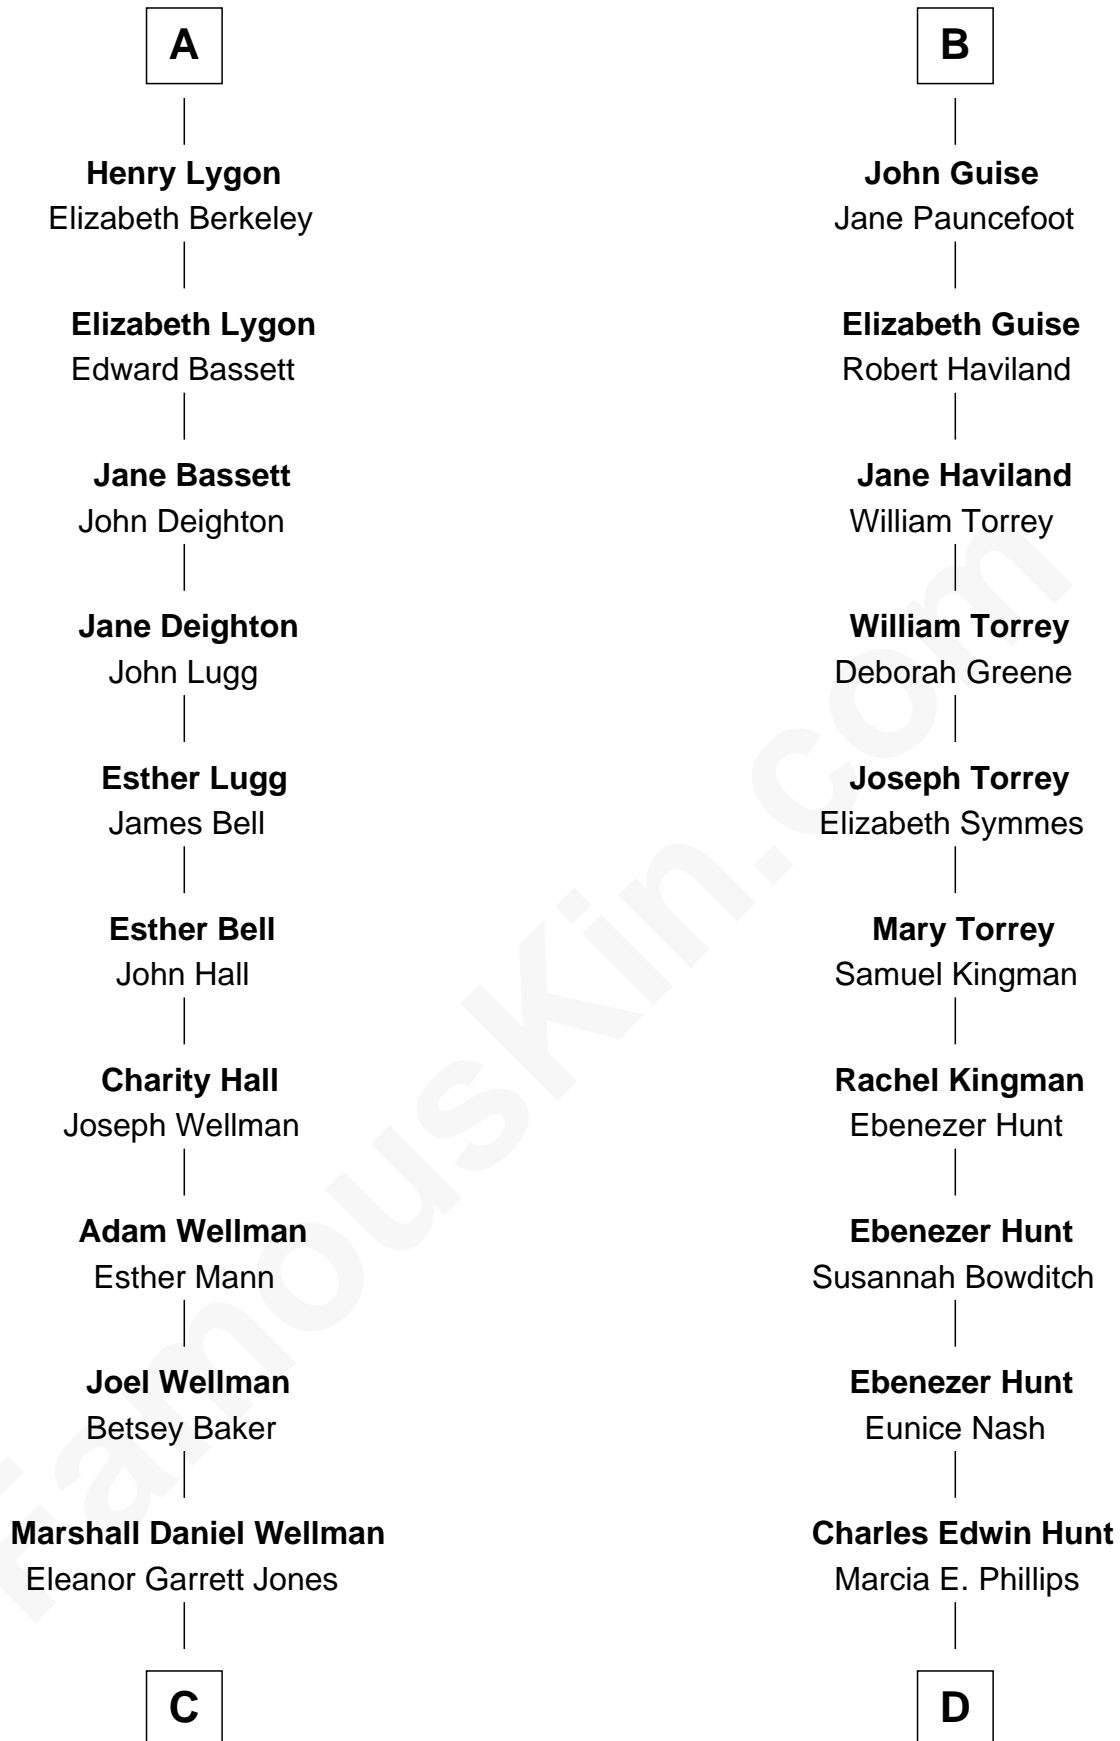 A
Henry Lygon
Elizabeth Berkeley
Elizabeth Lygon
Edward Bassett
Jane Bassett
John Deighton
Jane Deighton
John Lugg
Esther Lugg
James Bell
Esther Bell
John Hall
Charity Hall
Joseph Wellman
Adam Wellman
Esther Mann
Joel Wellman
Betsey Baker
Marshall Daniel Wellman
Eleanor Garrett Jones
C
B
John Guise
Jane Pauncefoot
Elizabeth Guise
Robert Haviland
Jane Haviland
William Torrey
William Torrey
Deborah Greene
Joseph Torrey
Elizabeth Symmes
Mary Torrey
Samuel Kingman
Rachel Kingman
Ebenezer Hunt
Ebenezer Hunt
Susannah Bowditch
Ebenezer Hunt
Eunice Nash
Charles Edwin Hunt
Marcia E. Phillips
D
FamousKin.com